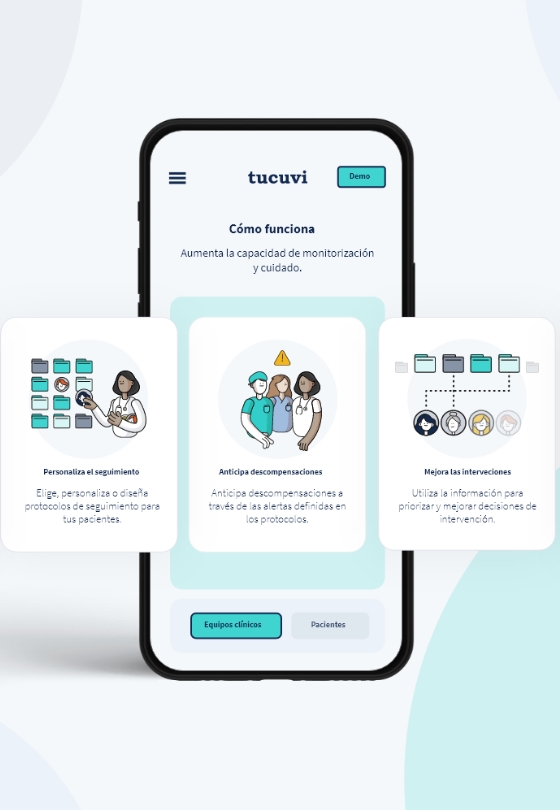 tucuvi
Demo
Cómo funciona
Aumenta la capacidad de monitorización
y cuidado.
Personaliza el seguimiento
Elige, personaliza o diseña
protocolos de seguimiento para
tus pacientes.
Anticipa descompensaciones
Anticipa descompensaciones a
través de las alertas definidas en
los protocolos.
Mejora las interveciones
Utiliza la información para
priorizar y mejorar decisiones de
intervención.
Equipos clínicos
Pacientes